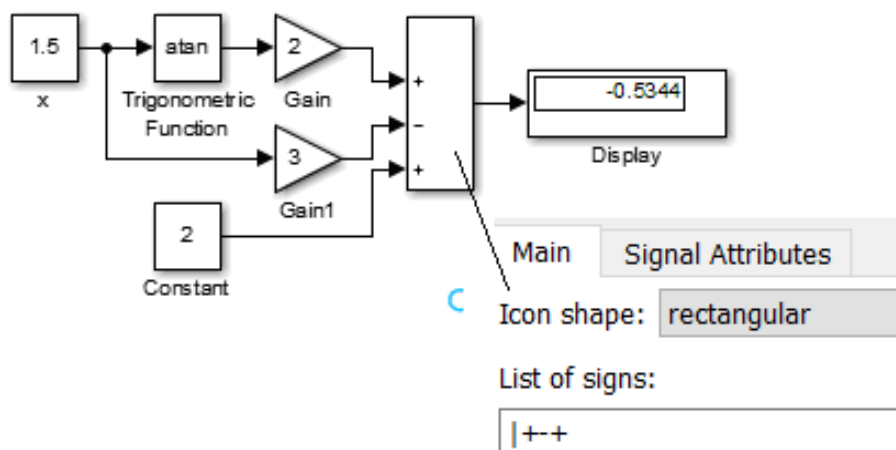 1.5
x
atan
Trigonometric
Function
2
Gain
3
Gain1
2
Constant
+
−
+
-0.5344
Display
Main
Signal Attributes
Icon shape: rectangular
List of signs:
|+-+